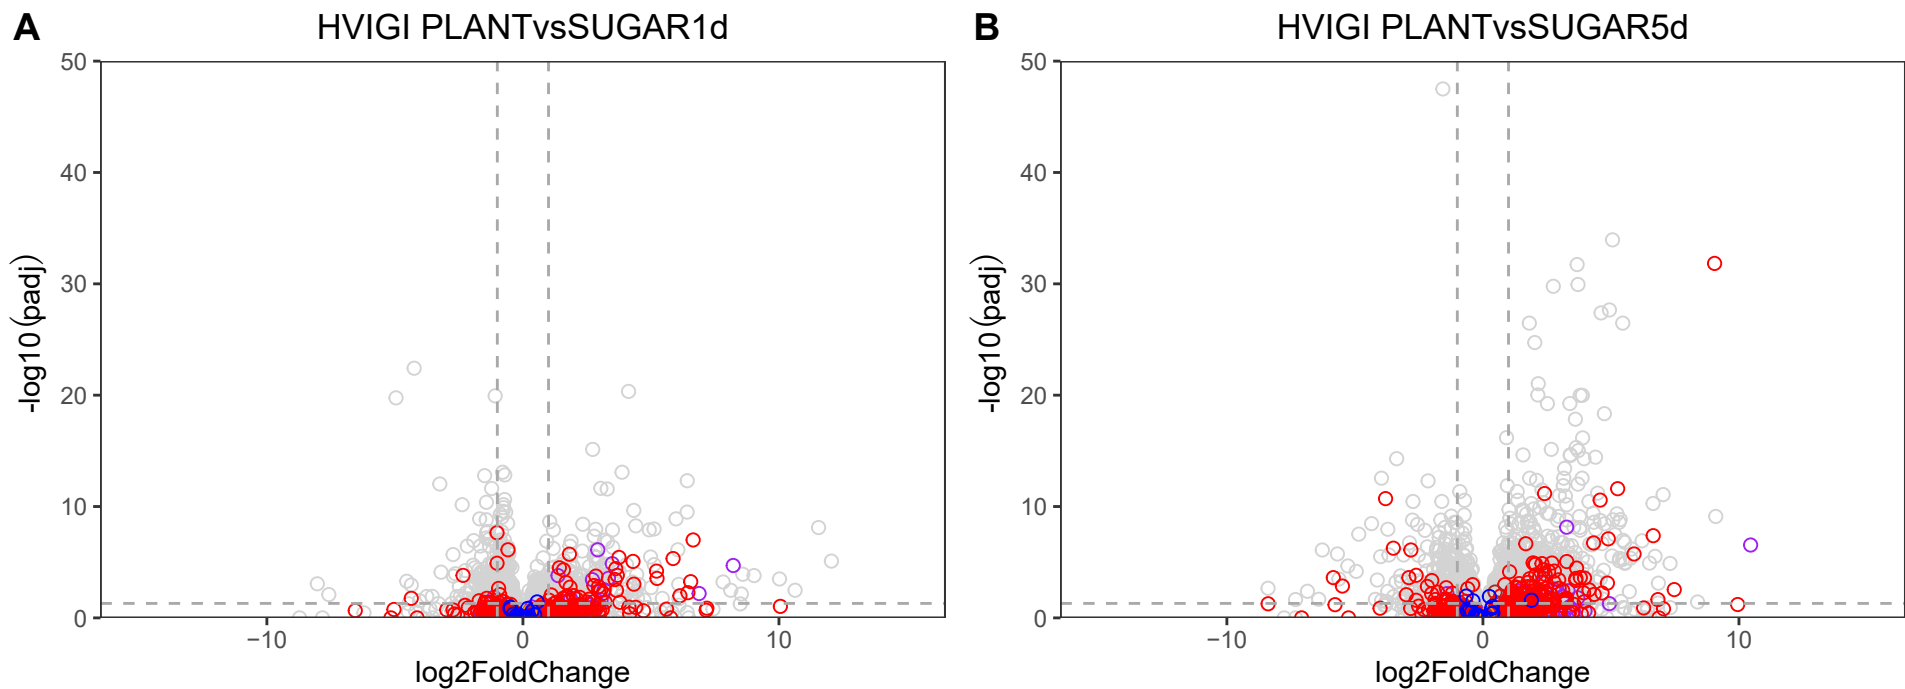 A
HVIGI PLANTvsSUGAR1d
50
40
30
20
10
0
-log10(padj)
−10
0
10
log2FoldChange
B
HVIGI PLANTvsSUGAR5d
50
40
30
20
10
0
-log10(padj)
−10
0
10
log2FoldChange